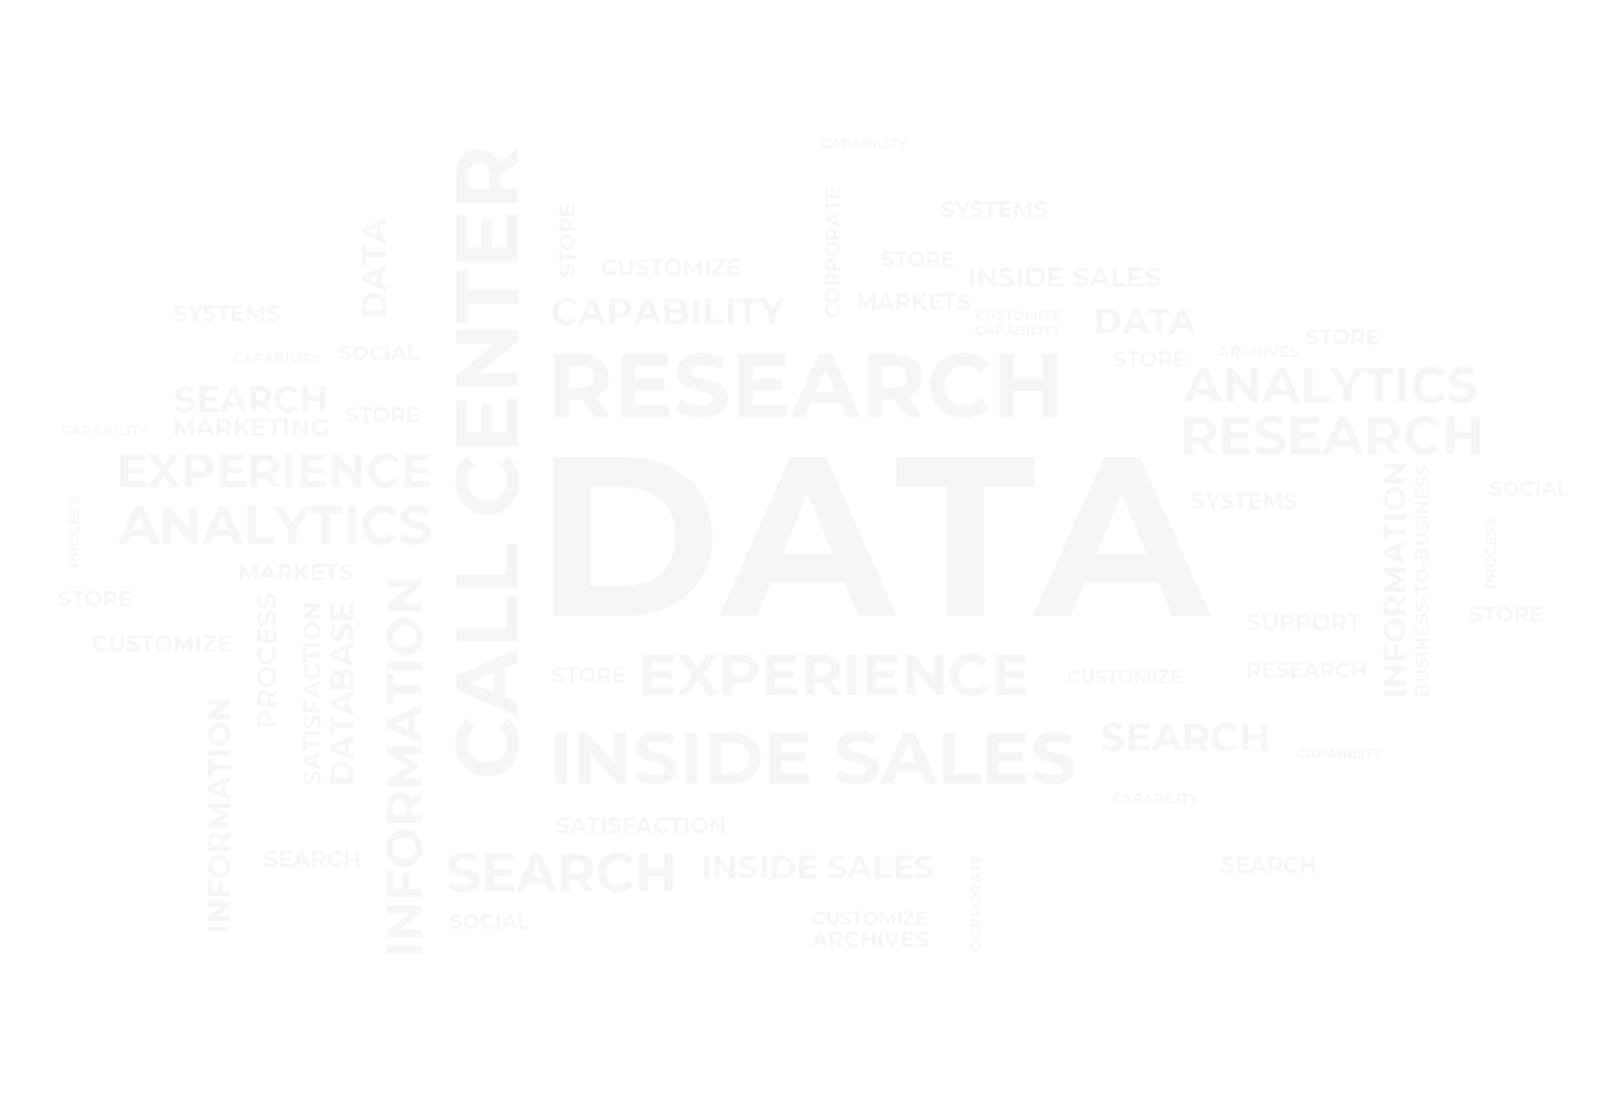 CAPABILITY
CALL CENTER
CORPORATE
SYSTEMS
STORE
DATA
STORE
CUSTOMIZE
INSIDE SALES
CAPABILITY
MARKETS
SYSTEMS
CUSTOMIZE
DATA
CAPABILITY
STORE
SOCIAL
ARCHIVES
CAPABILITY
STORE
RESEARCH
ANALYTICS
SEARCH
STORE
MARKETING
CAPABILITY
RESEARCH
EXPERIENCE
DATA
INFORMATION
BUSINESS-TO-BUSINESS
SOCIAL
SYSTEMS
PROCESS
ANALYTICS
PROCESS
MARKETS
INFORMATION
STORE
PROCESS
SATISFACTION
DATABASE
STORE
SUPPORT
CUSTOMIZE
STORE
EXPERIENCE
CUSTOMIZE
RESEARCH
INFORMATION
INSIDE SALES
SEARCH
CAPABILITY
CAPABILITY
SATISFACTION
SEARCH
SEARCH
INSIDE SALES
CORPORATE
SEARCH
SOCIAL
CUSTOMIZE
ARCHIVES